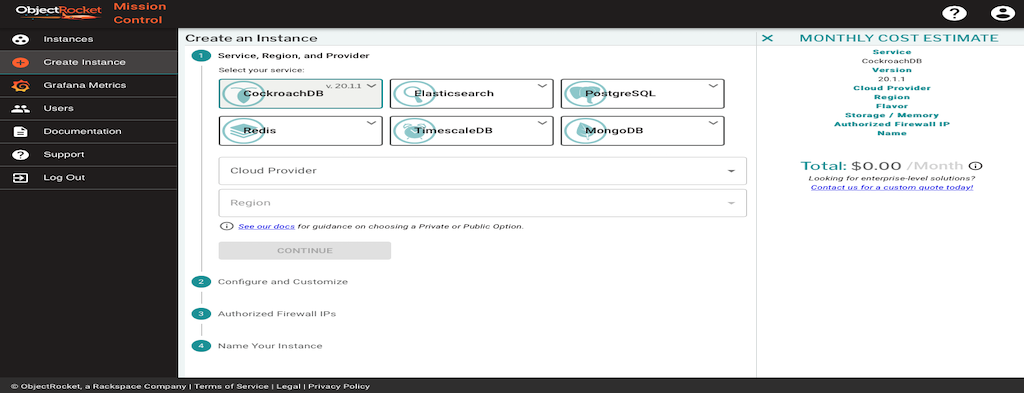 ObjectRocket Mission Control
Instances
Create Instance
Grafana Metrics
Users
Documentation
Support
Log Out
Create an Instance
1 Service, Region, and Provider
Select your service:
CockroachDB v. 20.1.1
Elasticsearch
PostgreSQL
Redis
TimescaleDB
MongoDB
Cloud Provider
Region
See our docs for guidance on choosing a Private or Public Option.
CONTINUE
2 Configure and Customize
3 Authorized Firewall IPs
4 Name Your Instance
MONTHLY COST ESTIMATE
Service
CockroachDB
Version
20.1.1
Cloud Provider
Region
Flavor
Storage / Memory
Authorized Firewall IP
Name
Total: $0.00 /Month
Looking for enterprise-level solutions?
Contact us for a custom quote today!
© ObjectRocket, a Rackspace Company | Terms of Service | Legal | Privacy Policy